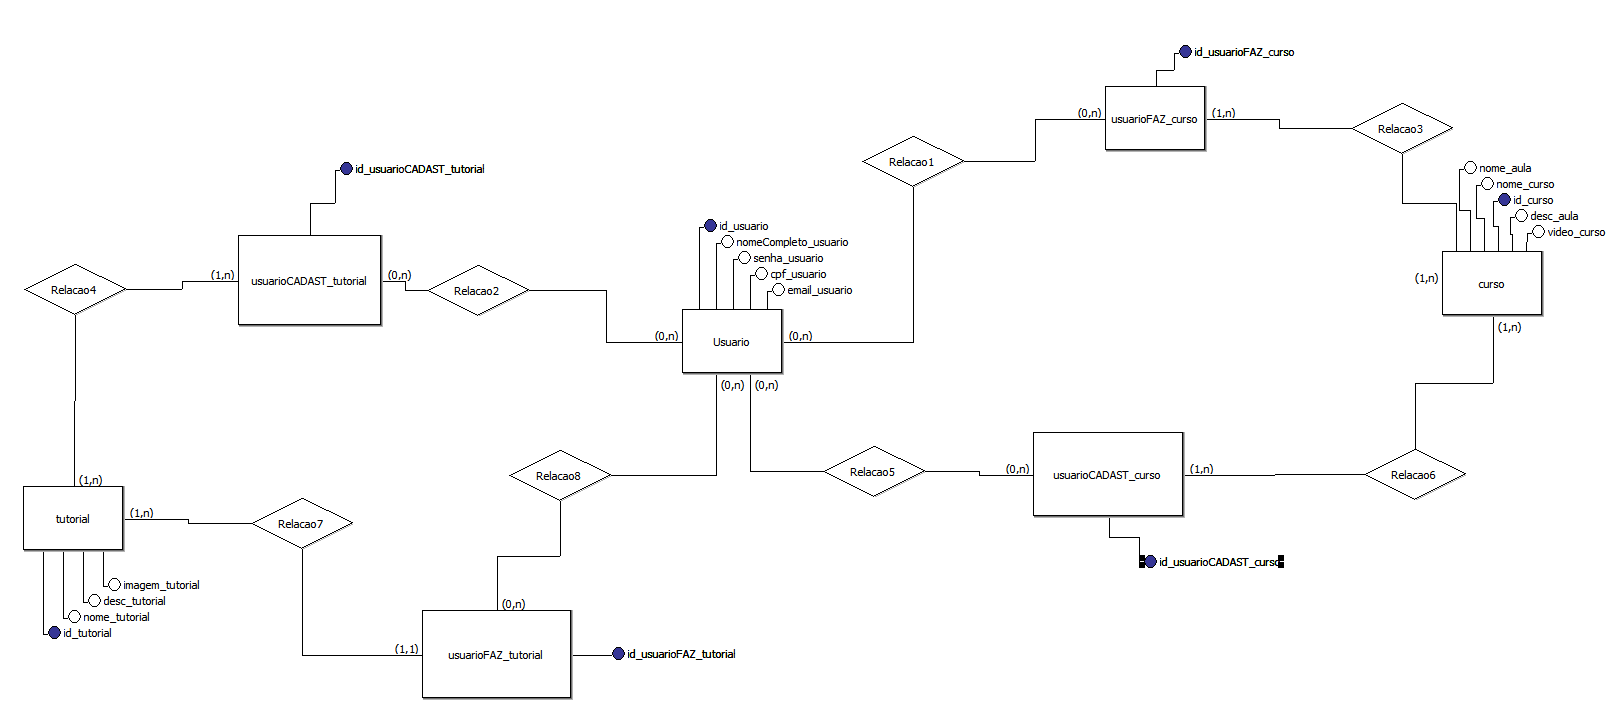 id_usuarioFAZ_curso
(0,n)
usuarioFAZ_curso
(1,n)
Relacao3
Relacao1
nome_aula
nome_curso
id_curso
desc_aula
video_curso
(1,n)
curso
(1,n)
id_usuarioCADAST_tutorial
(1,n)
usuarioCADAST_tutorial
(0,n)
Relacao4
Relacao2
id_usuario
nomeCompleto_usuario
senha_usuario
cpf_usuario
email_usuario
(0,n)
Usuario
(0,n)
(0,n)
(0,n)
Relacao8
Relacao5
(0,n)
usuarioCADAST_curso
(1,n)
Relacao6
id_usuarioCADAST_curso
(1,n)
tutorial
(1,n)
Relacao7
imagem_tutorial
desc_tutorial
nome_tutorial
id_tutorial
(0,n)
(1,1)
usuarioFAZ_tutorial
id_usuarioFAZ_tutorial